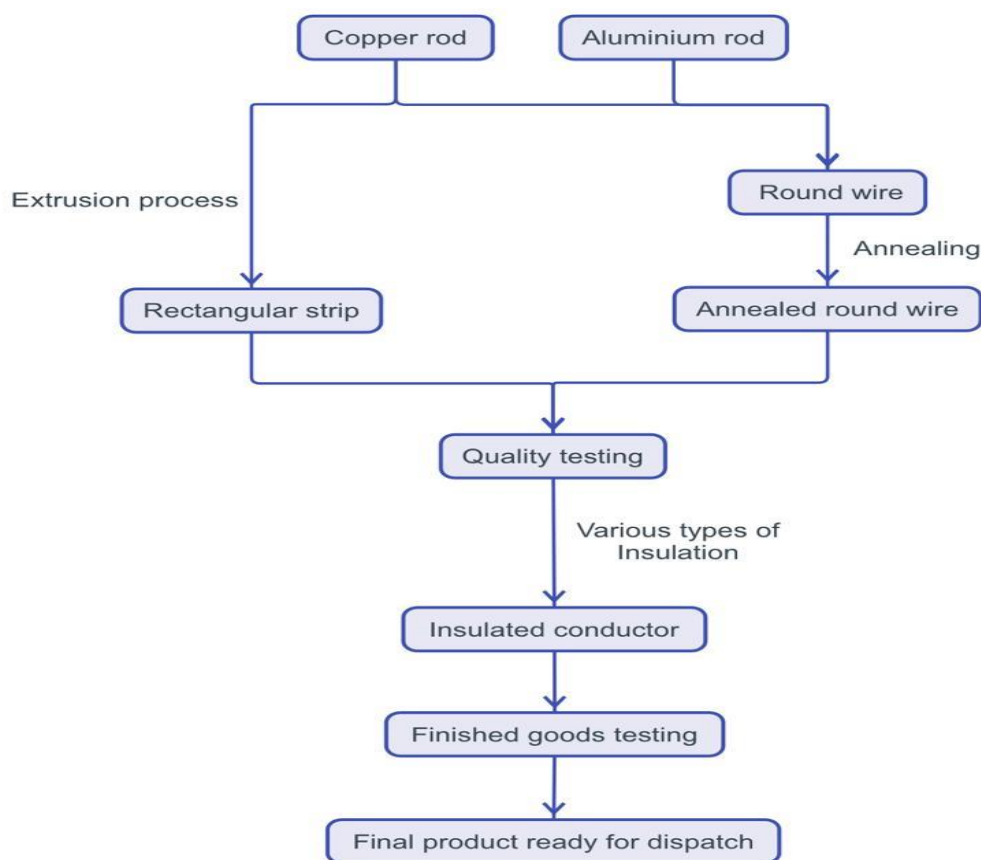 Copper rod
Aluminium rod
Extrusion process
Round wire
Annealing
Rectangular strip
Annealed round wire
Quality testing
Various types of
Insulation
Insulated conductor
Finished goods testing
Final product ready for dispatch